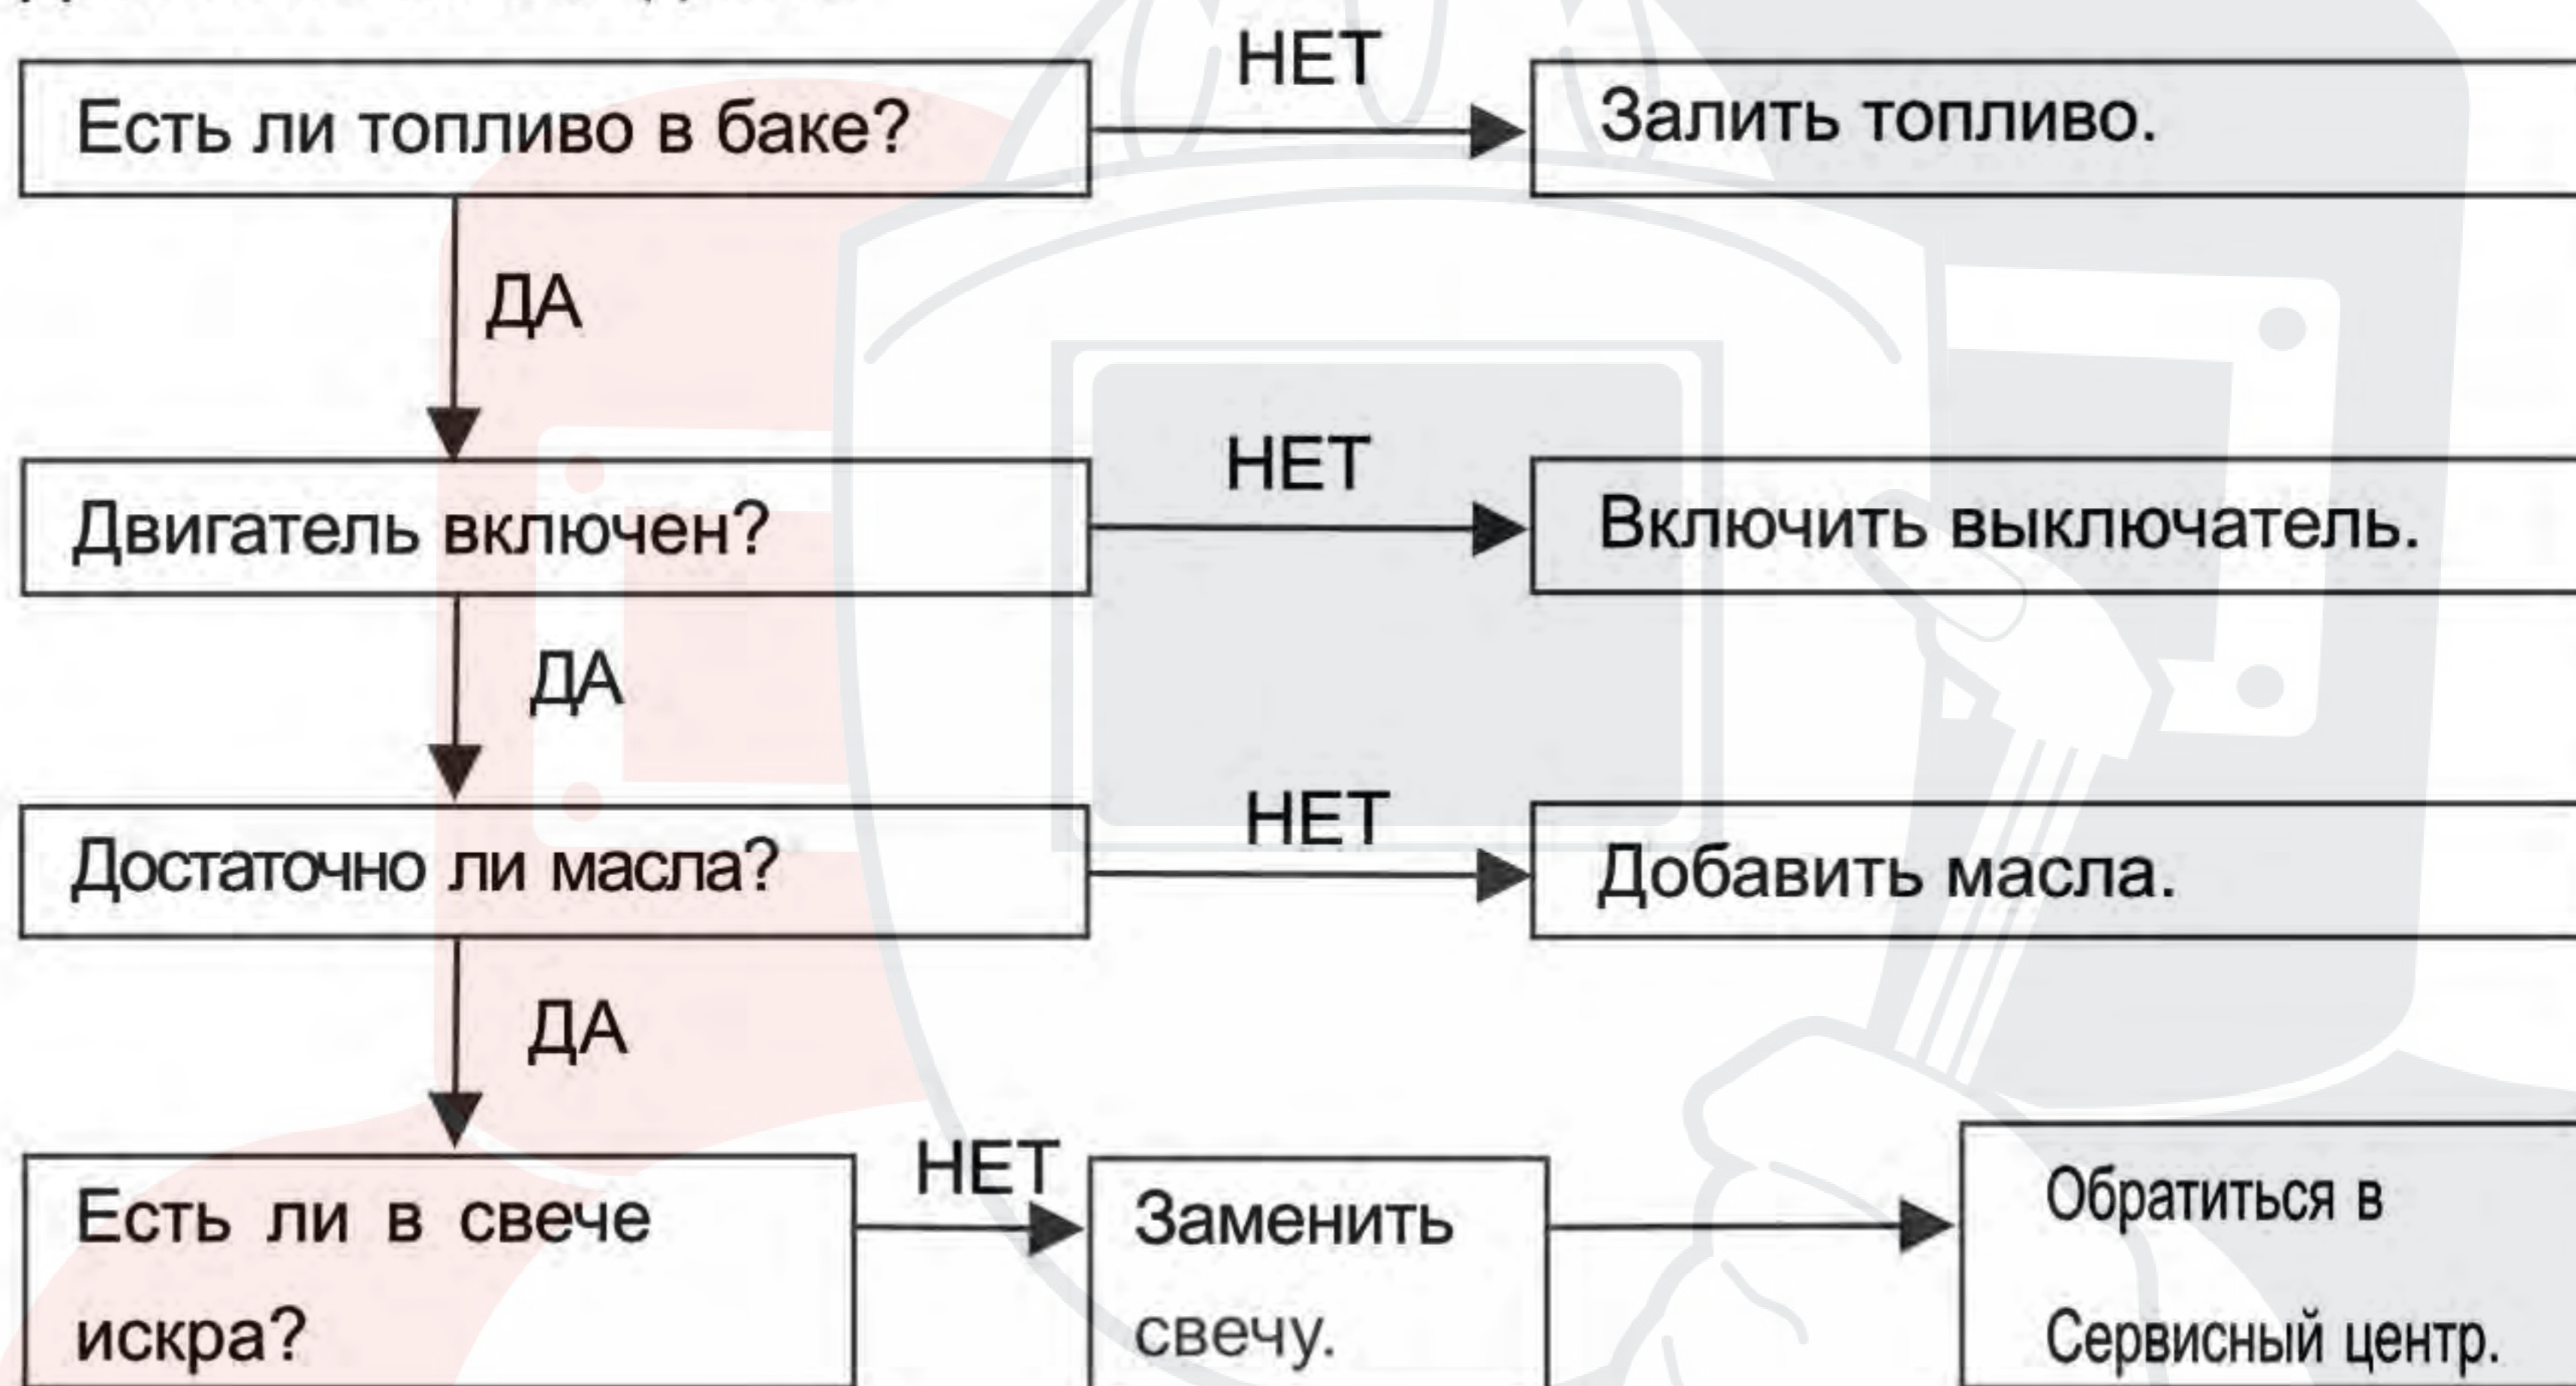 НЕТ
Есть ли топливо в баке?
Залить топливо.
ДА
НЕТ
Двигатель включен?
Включить выключатель.
ДА
НЕТ
Достаточно ли масла?
Добавить масла.
ДА
НЕТ
Есть ли в свече
искра?
Заменить
свечу.
Обратиться в
Сервисный центр.